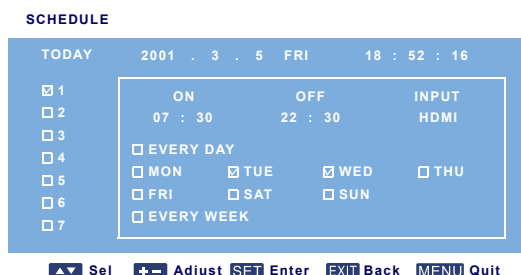 SCHEDULE
TODAY 2001 . 3 . 5 FRI 18 : 52 : 16
☑ 1
☐ 2
☐ 3
☐ 4
☐ 5
☐ 6
☐ 7
ON OFF INPUT
07 : 30 22 : 30 HDMI
☐ EVERY DAY
☐ MON ☑ TUE ☑ WED ☐ THU
☐ FRI ☐ SAT ☐ SUN
☐ EVERY WEEK
▲▼ Sel + − Adjust SET Enter EXIT Back MENU Quit